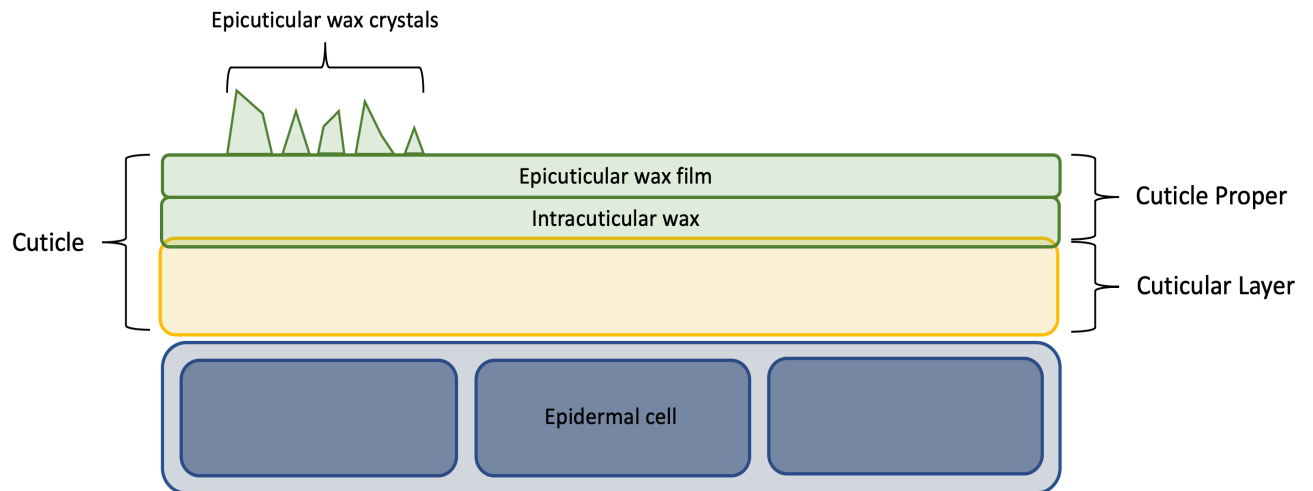 Epicuticular wax crystals
Epicuticular wax film
Cuticle Proper
Intracuticular wax
Cuticle
Cuticular Layer
Epidermal cell